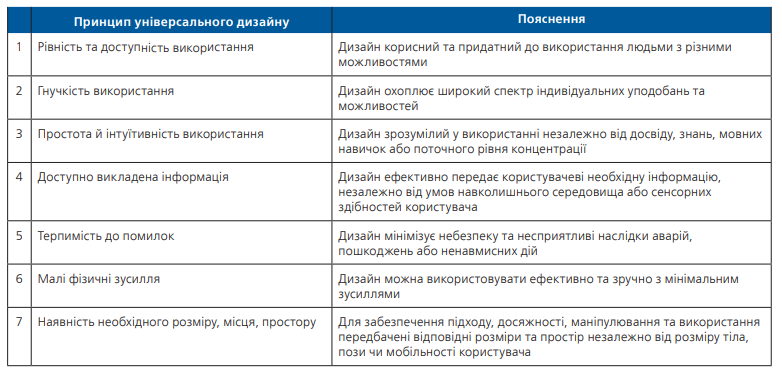 Принцип універсального дизайну Пояснення
1 Рівність та доступність використання Дизайн корисний та придатний до використання людьми з різними
можливостями
2 Гнучкість використання Дизайн охоплює широкий спектр індивідуальних уподобань та
можливостей
3 Простота й інтуїтивність використання Дизайн зрозумілий у використанні незалежно від досвіду, знань, мовних
навичок або поточного рівня концентрації
4 Доступно викладена інформація Дизайн ефективно передає користувачеві необхідну інформацію,
незалежно від умов навколишнього середовища або сенсорних
здібностей користувача
5 Терпимість до помилок Дизайн мінімізує небезпеку та несприятливі наслідки аварій,
пошкоджень або ненавмисних дій
6 Малі фізичні зусилля Дизайн можна використовувати ефективно та зручно з мінімальним
зусиллями
7 Наявність необхідного розміру, місця, простору Для забезпечення підходу, досяжності, маніпулювання та використання
передбачені відповідні розміри та простір незалежно від розміру тіла,
пози чи мобільності користувача